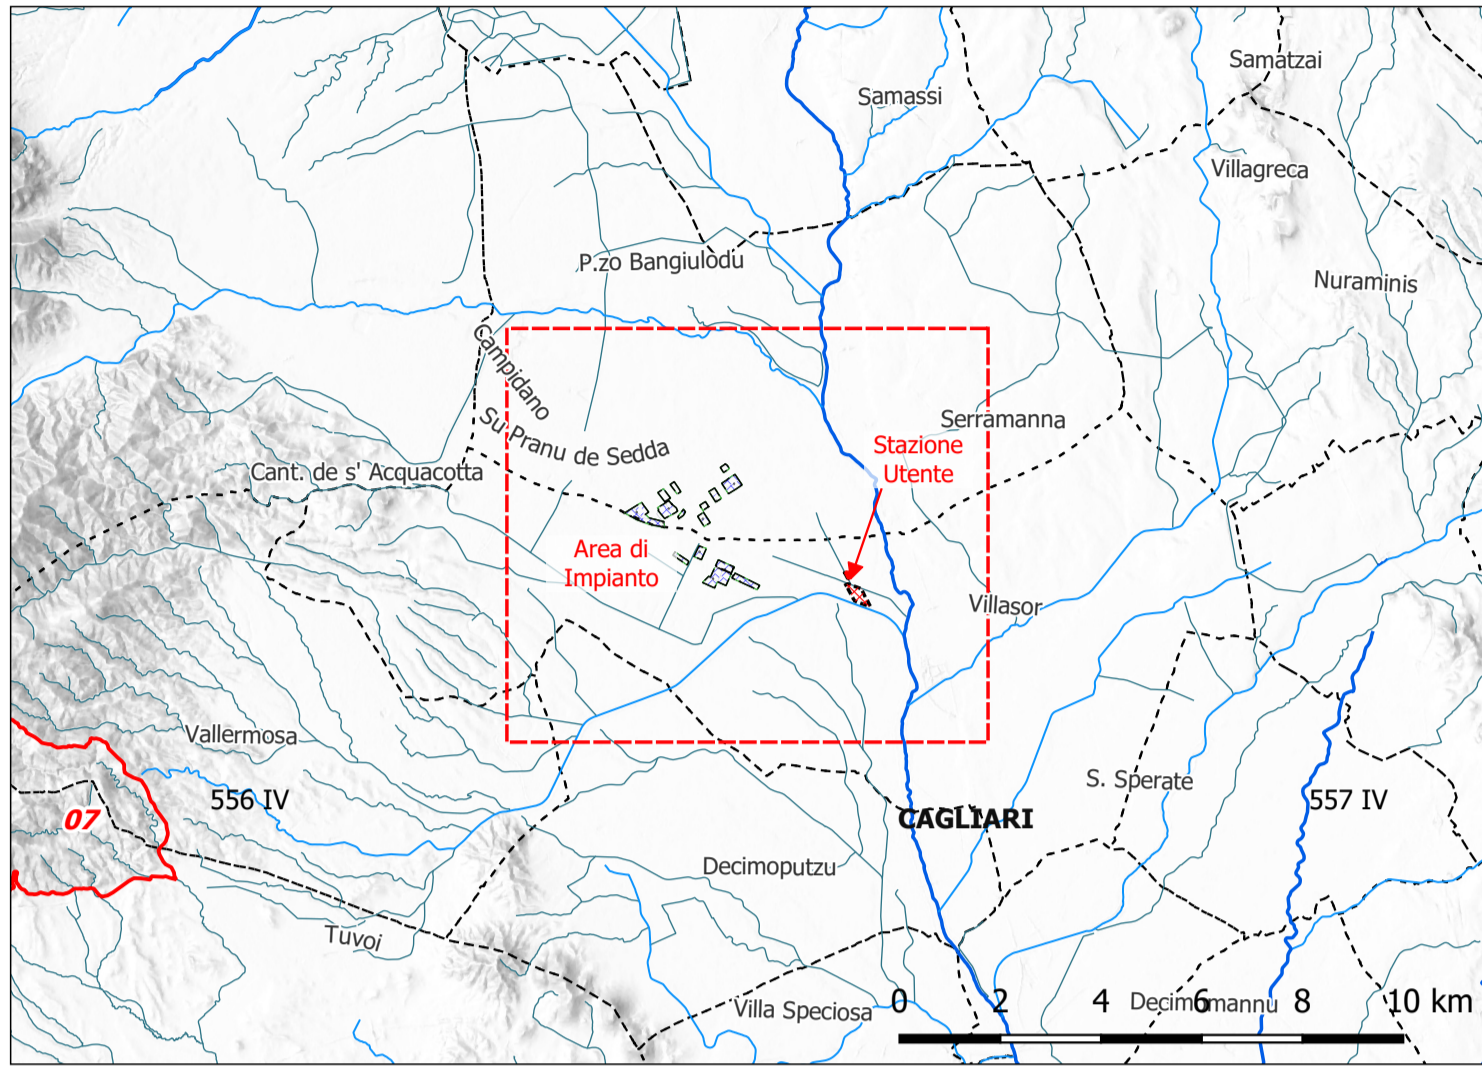 Samatzai
Samassi
Villagreca
P.zo Bangiulodu
Nuraminis
Campidano
Su Pranu de Sedda
Serramanna
Stazione
Utente
Cant. de s' Acquacotta
Area di
Impianto
Villasor
Vallermosa
556 IV
07
S. Sperate
557 IV
CAGLIARI
Decimoputzu
Tuvoi
Villa Speciosa
Decimomannu
0 2 4 6 8 10 km